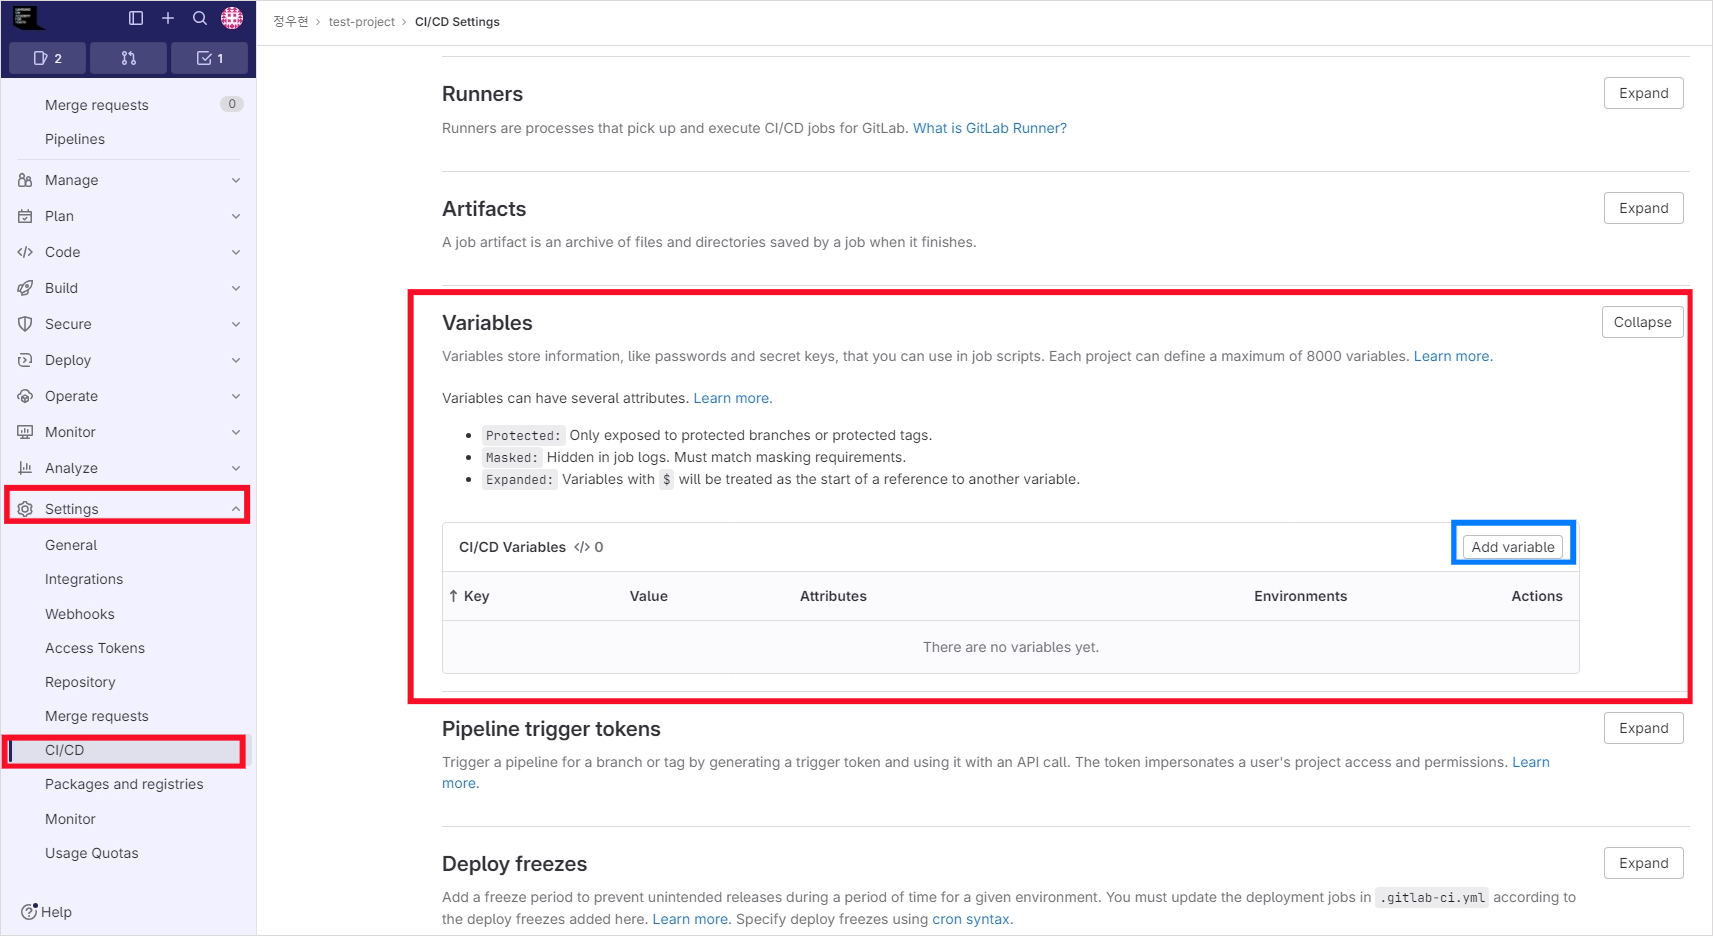 정우현 › test-project › CI/CD Settings
2
1
Merge requests 0
Pipelines
Manage
Plan
Code
Build
Secure
Deploy
Operate
Monitor
Analyze
Settings
General
Integrations
Webhooks
Access Tokens
Repository
Merge requests
CI/CD
Packages and registries
Monitor
Usage Quotas
Help
Runners
Expand
Runners are processes that pick up and execute CI/CD jobs for GitLab. What is GitLab Runner?
Artifacts
Expand
A job artifact is an archive of files and directories saved by a job when it finishes.
Variables
Collapse
Variables store information, like passwords and secret keys, that you can use in job scripts. Each project can define a maximum of 8000 variables. Learn more.
Variables can have several attributes. Learn more.
• Protected: Only exposed to protected branches or protected tags.
• Masked: Hidden in job logs. Must match masking requirements.
• Expanded: Variables with $ will be treated as the start of a reference to another variable.
CI/CD Variables </> 0
Add variable
↑ Key Value Attributes Environments Actions
There are no variables yet.
Pipeline trigger tokens
Expand
Trigger a pipeline for a branch or tag by generating a trigger token and using it with an API call. The token impersonates a user's project access and permissions. Learn
more.
Deploy freezes
Expand
Add a freeze period to prevent unintended releases during a period of time for a given environment. You must update the deployment jobs in .gitlab-ci.yml according to
the deploy freezes added here. Learn more. Specify deploy freezes using cron syntax.